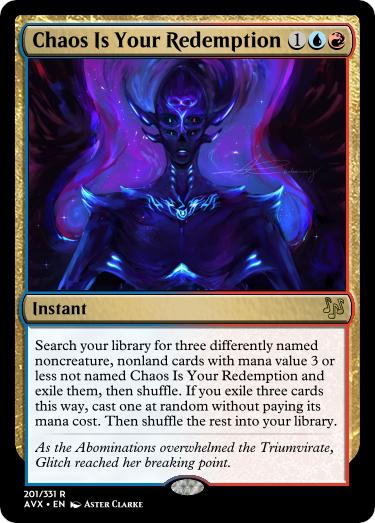 Chaos Is Your Redemption 1
Instant
Search your library for three differently named
noncreature, nonland cards with mana value 3 or
less not named Chaos Is Your Redemption and
exile them, then shuffle. If you exile three cards
this way, cast one at random without paying its
mana cost. Then shuffle the rest into your library.
As the Abominations overwhelmed the Triumvirate,
Glitch reached her breaking point.
201/331 R
AVX • EN Aster Clarke